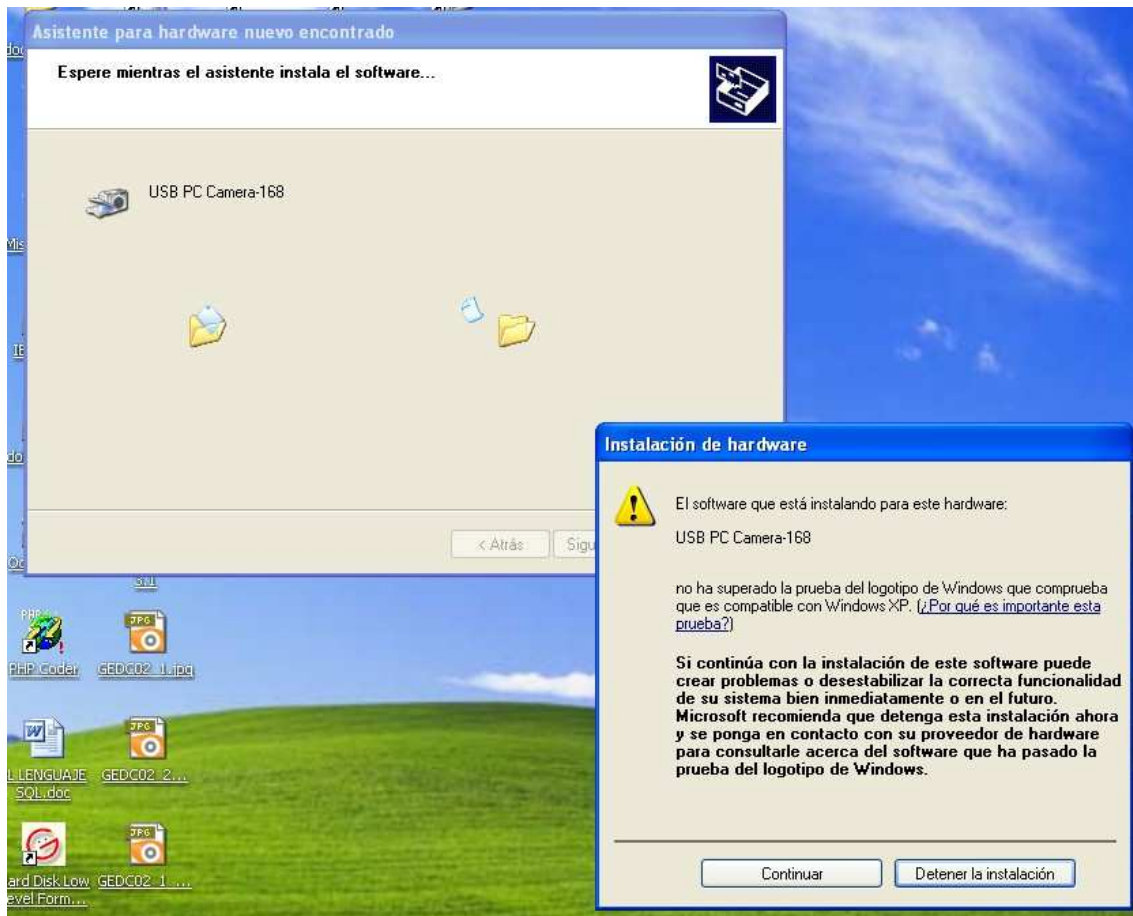 Asistente para hardware nuevo encontrado
Espere mientras el asistente instala el software...
USB PC Camera-168
< Atrás
Sigu
Instalación de hardware
El software que está instalando para este hardware:
USB PC Camera-168
no ha superado la prueba del logotipo de Windows que comprueba
que es compatible con Windows XP. (¿Por qué es importante esta
prueba?)
Si continúa con la instalación de este software puede
crear problemas o desestabilizar la correcta funcionalidad
de su sistema bien inmediatamente o en el futuro.
Microsoft recomienda que detenga esta instalación ahora
y se ponga en contacto con su proveedor de hardware
para consultarle acerca del software que ha pasado la
prueba del logotipo de Windows.
Continuar
Detener la instalación
PHP Coder
GEDC02_1.jpg
L LENGUAJE
SQL.doc
GEDC02_2...
ard Disk Low
evel Form...
GEDC02_1_...
JPG
JPG
JPG